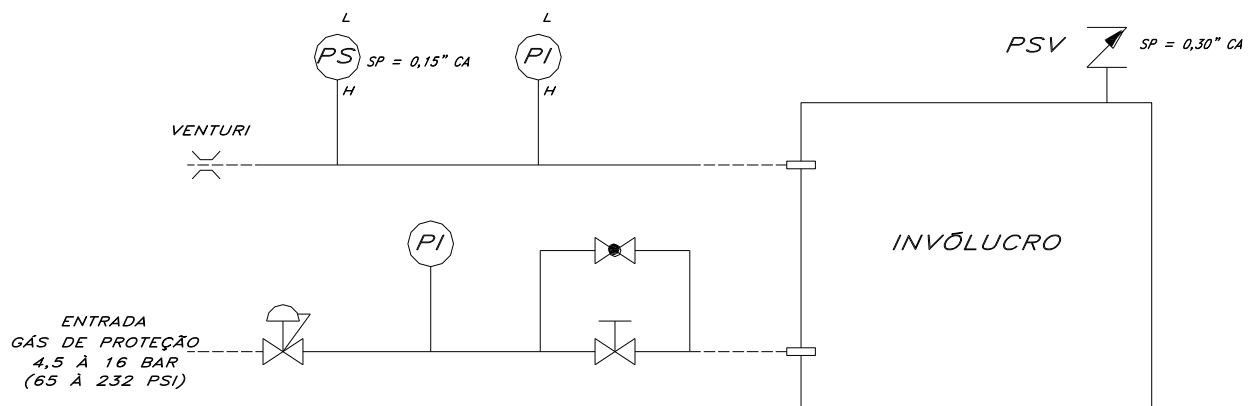 L
PS
SP = 0,15" CA
H
L
PI
H
PSV
SP = 0,30" CA
VENTURI
PI
INVÓLUCRO
ENTRADA
GÁS DE PROTEÇÃO
4,5 À 16 BAR
(65 À 232 PSI)